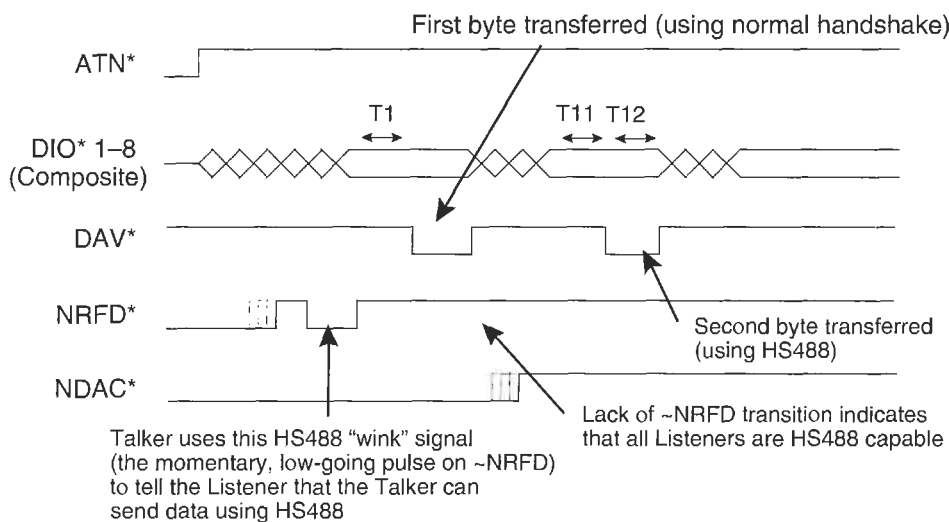 First byte transferred (using normal handshake)
ATN*
T1
T11
T12
DIO* 1–8
(Composite)
DAV*
NRFD*
Second byte transferred
(using HS488)
NDAC*
Talker uses this HS488 “wink” signal
(the momentary, low-going pulse on ~NRFD)
to tell the Listener that the Talker can
send data using HS488
Lack of ~NRFD transition indicates
that all Listeners are HS488 capable